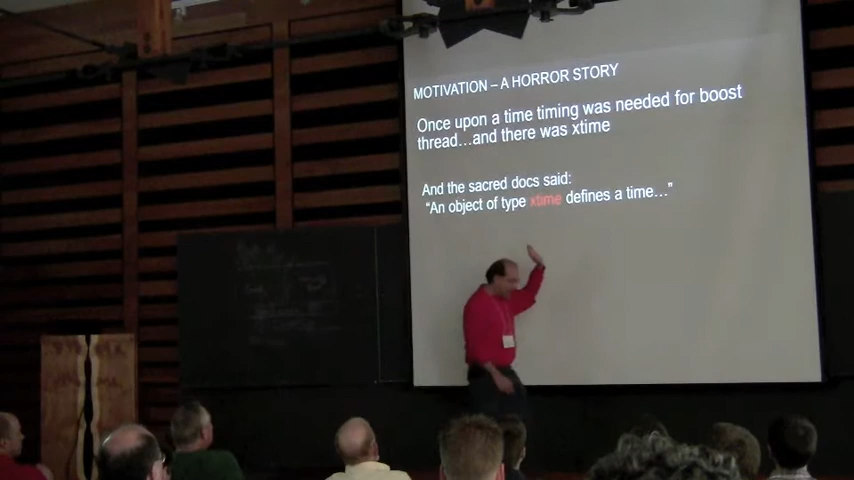 MOTIVATION – A HORROR STORY
Once upon a time timing was needed for boost
thread...and there was xtime
And the sacred docs said:
"An object of type xtime defines a time..."